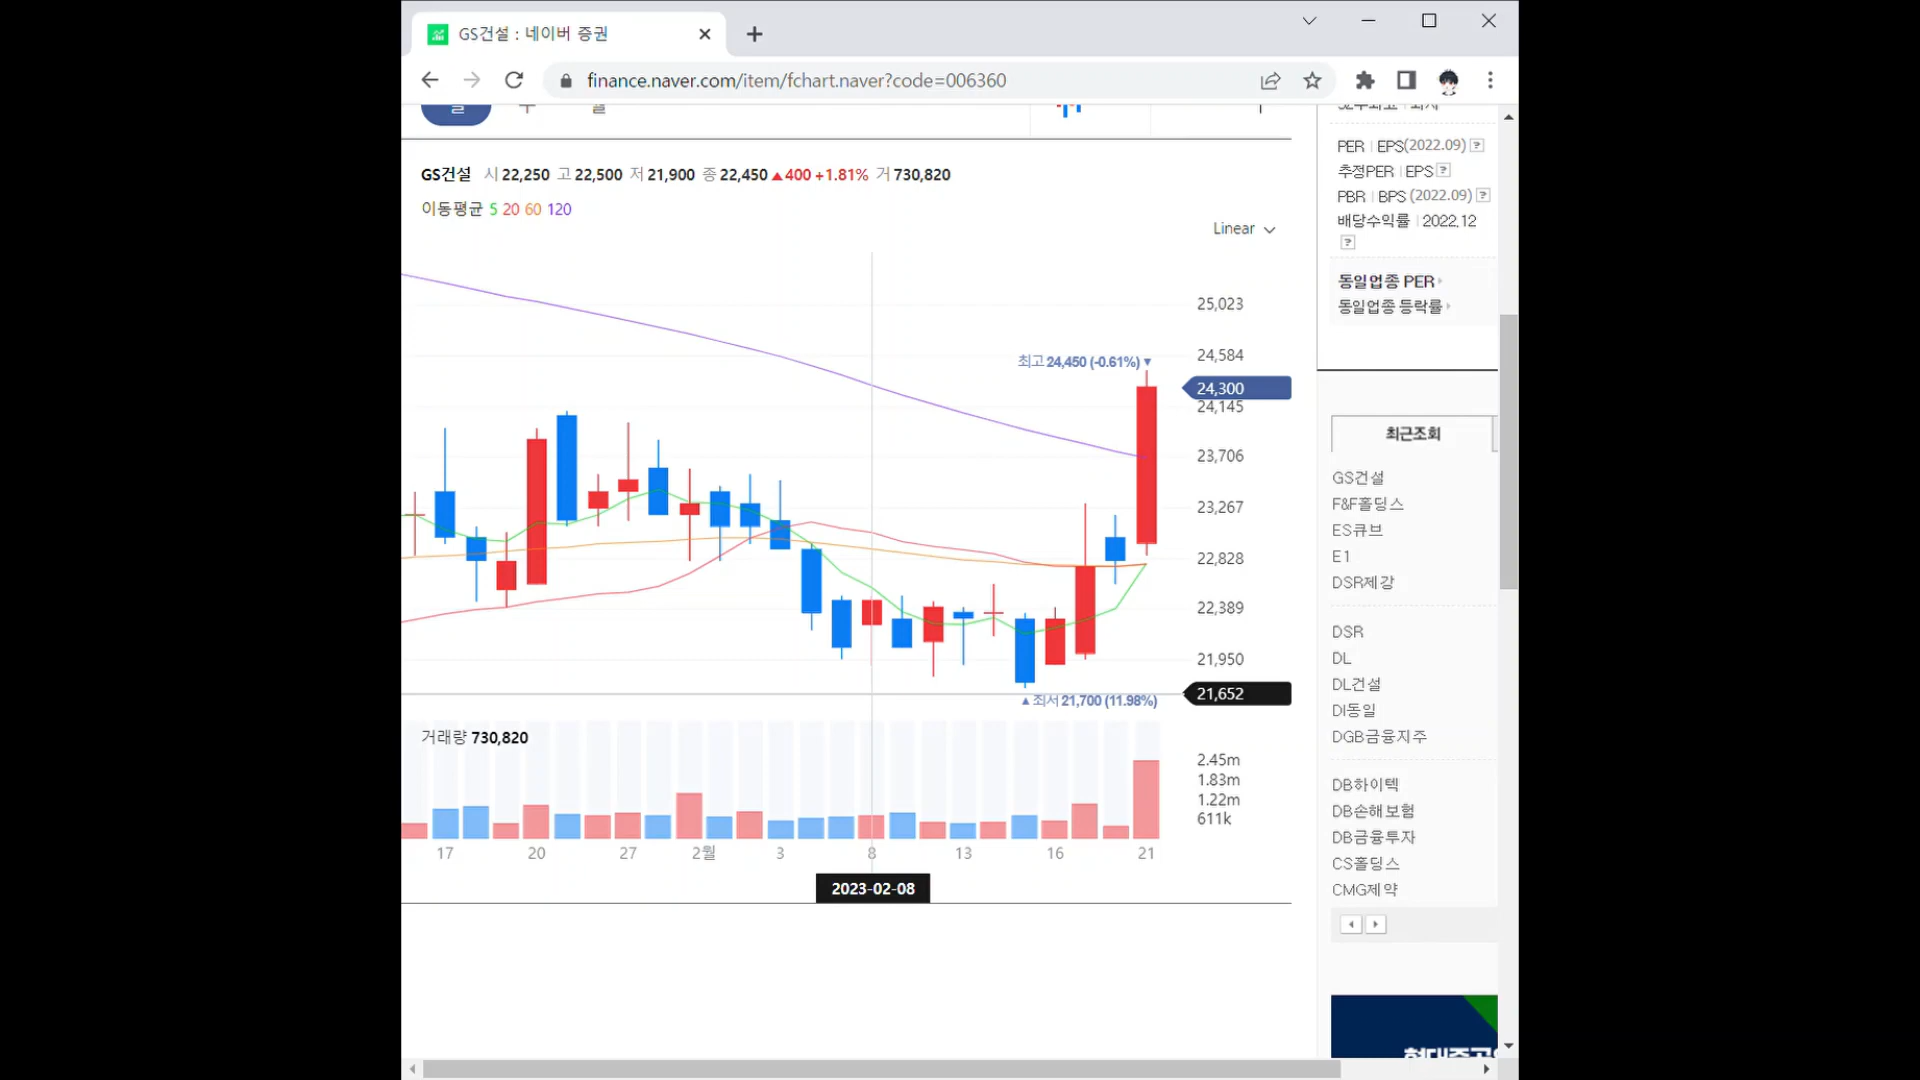 GS건설 : 네이버 증권
finance.naver.com/item/fchart.naver?code=006360
GS건설 시 22,250 고 22,500 저 21,900 종 22,450 ▲400 +1.81% 거 730,820
이동평균 5 20 60 120
Linear
25,023
24,584
최고 24,450 (-0.61%) ▼
24,300
24,145
23,706
23,267
22,828
22,389
21,950
21,652
▲ 최저 21,700 (11.98%)
거래량 730,820
2.45m
1.83m
1.22m
611k
17 20 27 2월 3 8 13 16 21
2023-02-08
PER | EPS(2022.09) ?
추정PER | EPS ?
PBR | BPS (2022.09) ?
배당수익률 | 2022.12
?
동일업종 PER
동일업종 등락률
최근조회
GS건설
F&F홀딩스
ES큐브
E1
DSR제강
DSR
DL
DL건설
DI동일
DGB금융지주
DB하이텍
DB손해보험
DB금융투자
CS홀딩스
CMG제약